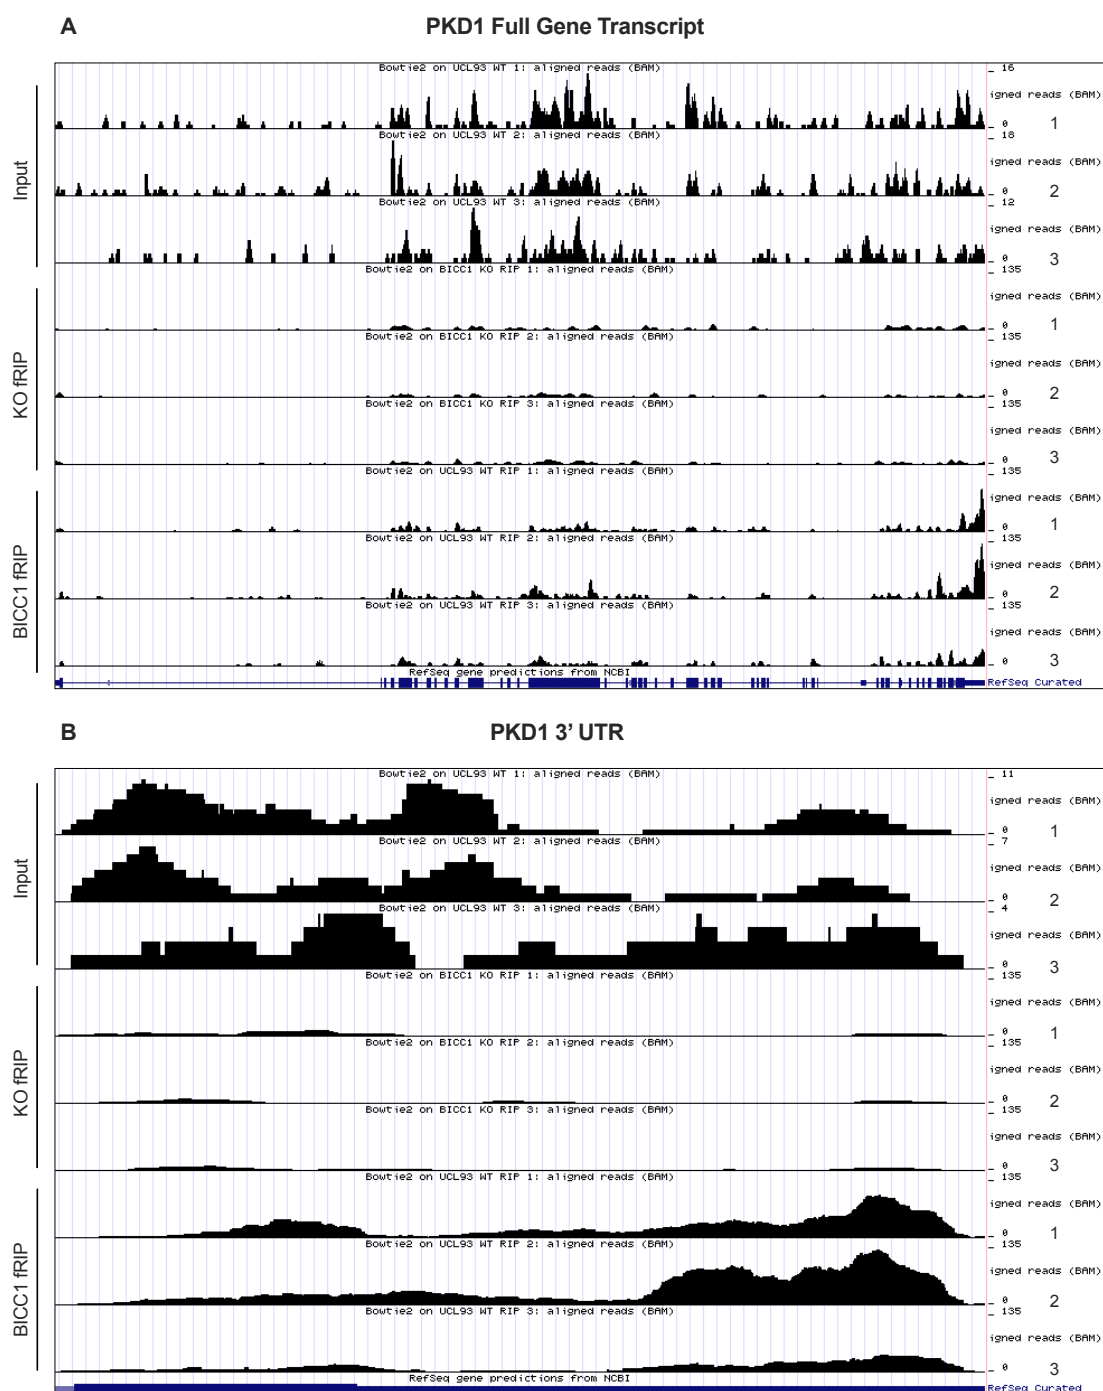 A PKD1 Full Gene Transcript
Bowtie2 on UCL93 WT 1: aligned reads (BAM) 16
igned reads (BAM)
0 1
Bowtie2 on UCL93 WT 2: aligned reads (BAM) 18
Input
igned reads (BAM)
0 2
Bowtie2 on UCL93 WT 3: aligned reads (BAM) 12
igned reads (BAM)
0 3
Bowtie2 on BICC1 KO RIP 1: aligned reads (BAM) 135
igned reads (BAM)
0 1
Bowtie2 on BICC1 KO RIP 2: aligned reads (BAM) 135
KO fRIP
igned reads (BAM)
0 2
Bowtie2 on BICC1 KO RIP 3: aligned reads (BAM) 135
igned reads (BAM)
0 3
Bowtie2 on UCL93 WT RIP 1: aligned reads (BAM) 135
igned reads (BAM)
0 1
Bowtie2 on UCL93 WT RIP 2: aligned reads (BAM) 135
BICC1 fRIP
igned reads (BAM)
0 2
Bowtie2 on UCL93 WT RIP 3: aligned reads (BAM) 135
igned reads (BAM)
0 3
RefSeq gene predictions from NCBI
RefSeq Curated
B PKD1 3’ UTR
Bowtie2 on UCL93 WT 1: aligned reads (BAM) 11
igned reads (BAM)
0 1
Bowtie2 on UCL93 WT 2: aligned reads (BAM) 7
Input
igned reads (BAM)
0 2
Bowtie2 on UCL93 WT 3: aligned reads (BAM) 4
igned reads (BAM)
0 3
Bowtie2 on BICC1 KO RIP 1: aligned reads (BAM) 135
igned reads (BAM)
0 1
Bowtie2 on BICC1 KO RIP 2: aligned reads (BAM) 135
KO fRIP
igned reads (BAM)
0 2
Bowtie2 on BICC1 KO RIP 3: aligned reads (BAM) 135
igned reads (BAM)
0 3
Bowtie2 on UCL93 WT RIP 1: aligned reads (BAM) 135
igned reads (BAM)
0 1
Bowtie2 on UCL93 WT RIP 2: aligned reads (BAM) 135
BICC1 fRIP
igned reads (BAM)
0 2
Bowtie2 on UCL93 WT RIP 3: aligned reads (BAM) 135
igned reads (BAM)
0 3
RefSeq gene predictions from NCBI
RefSeq Curated